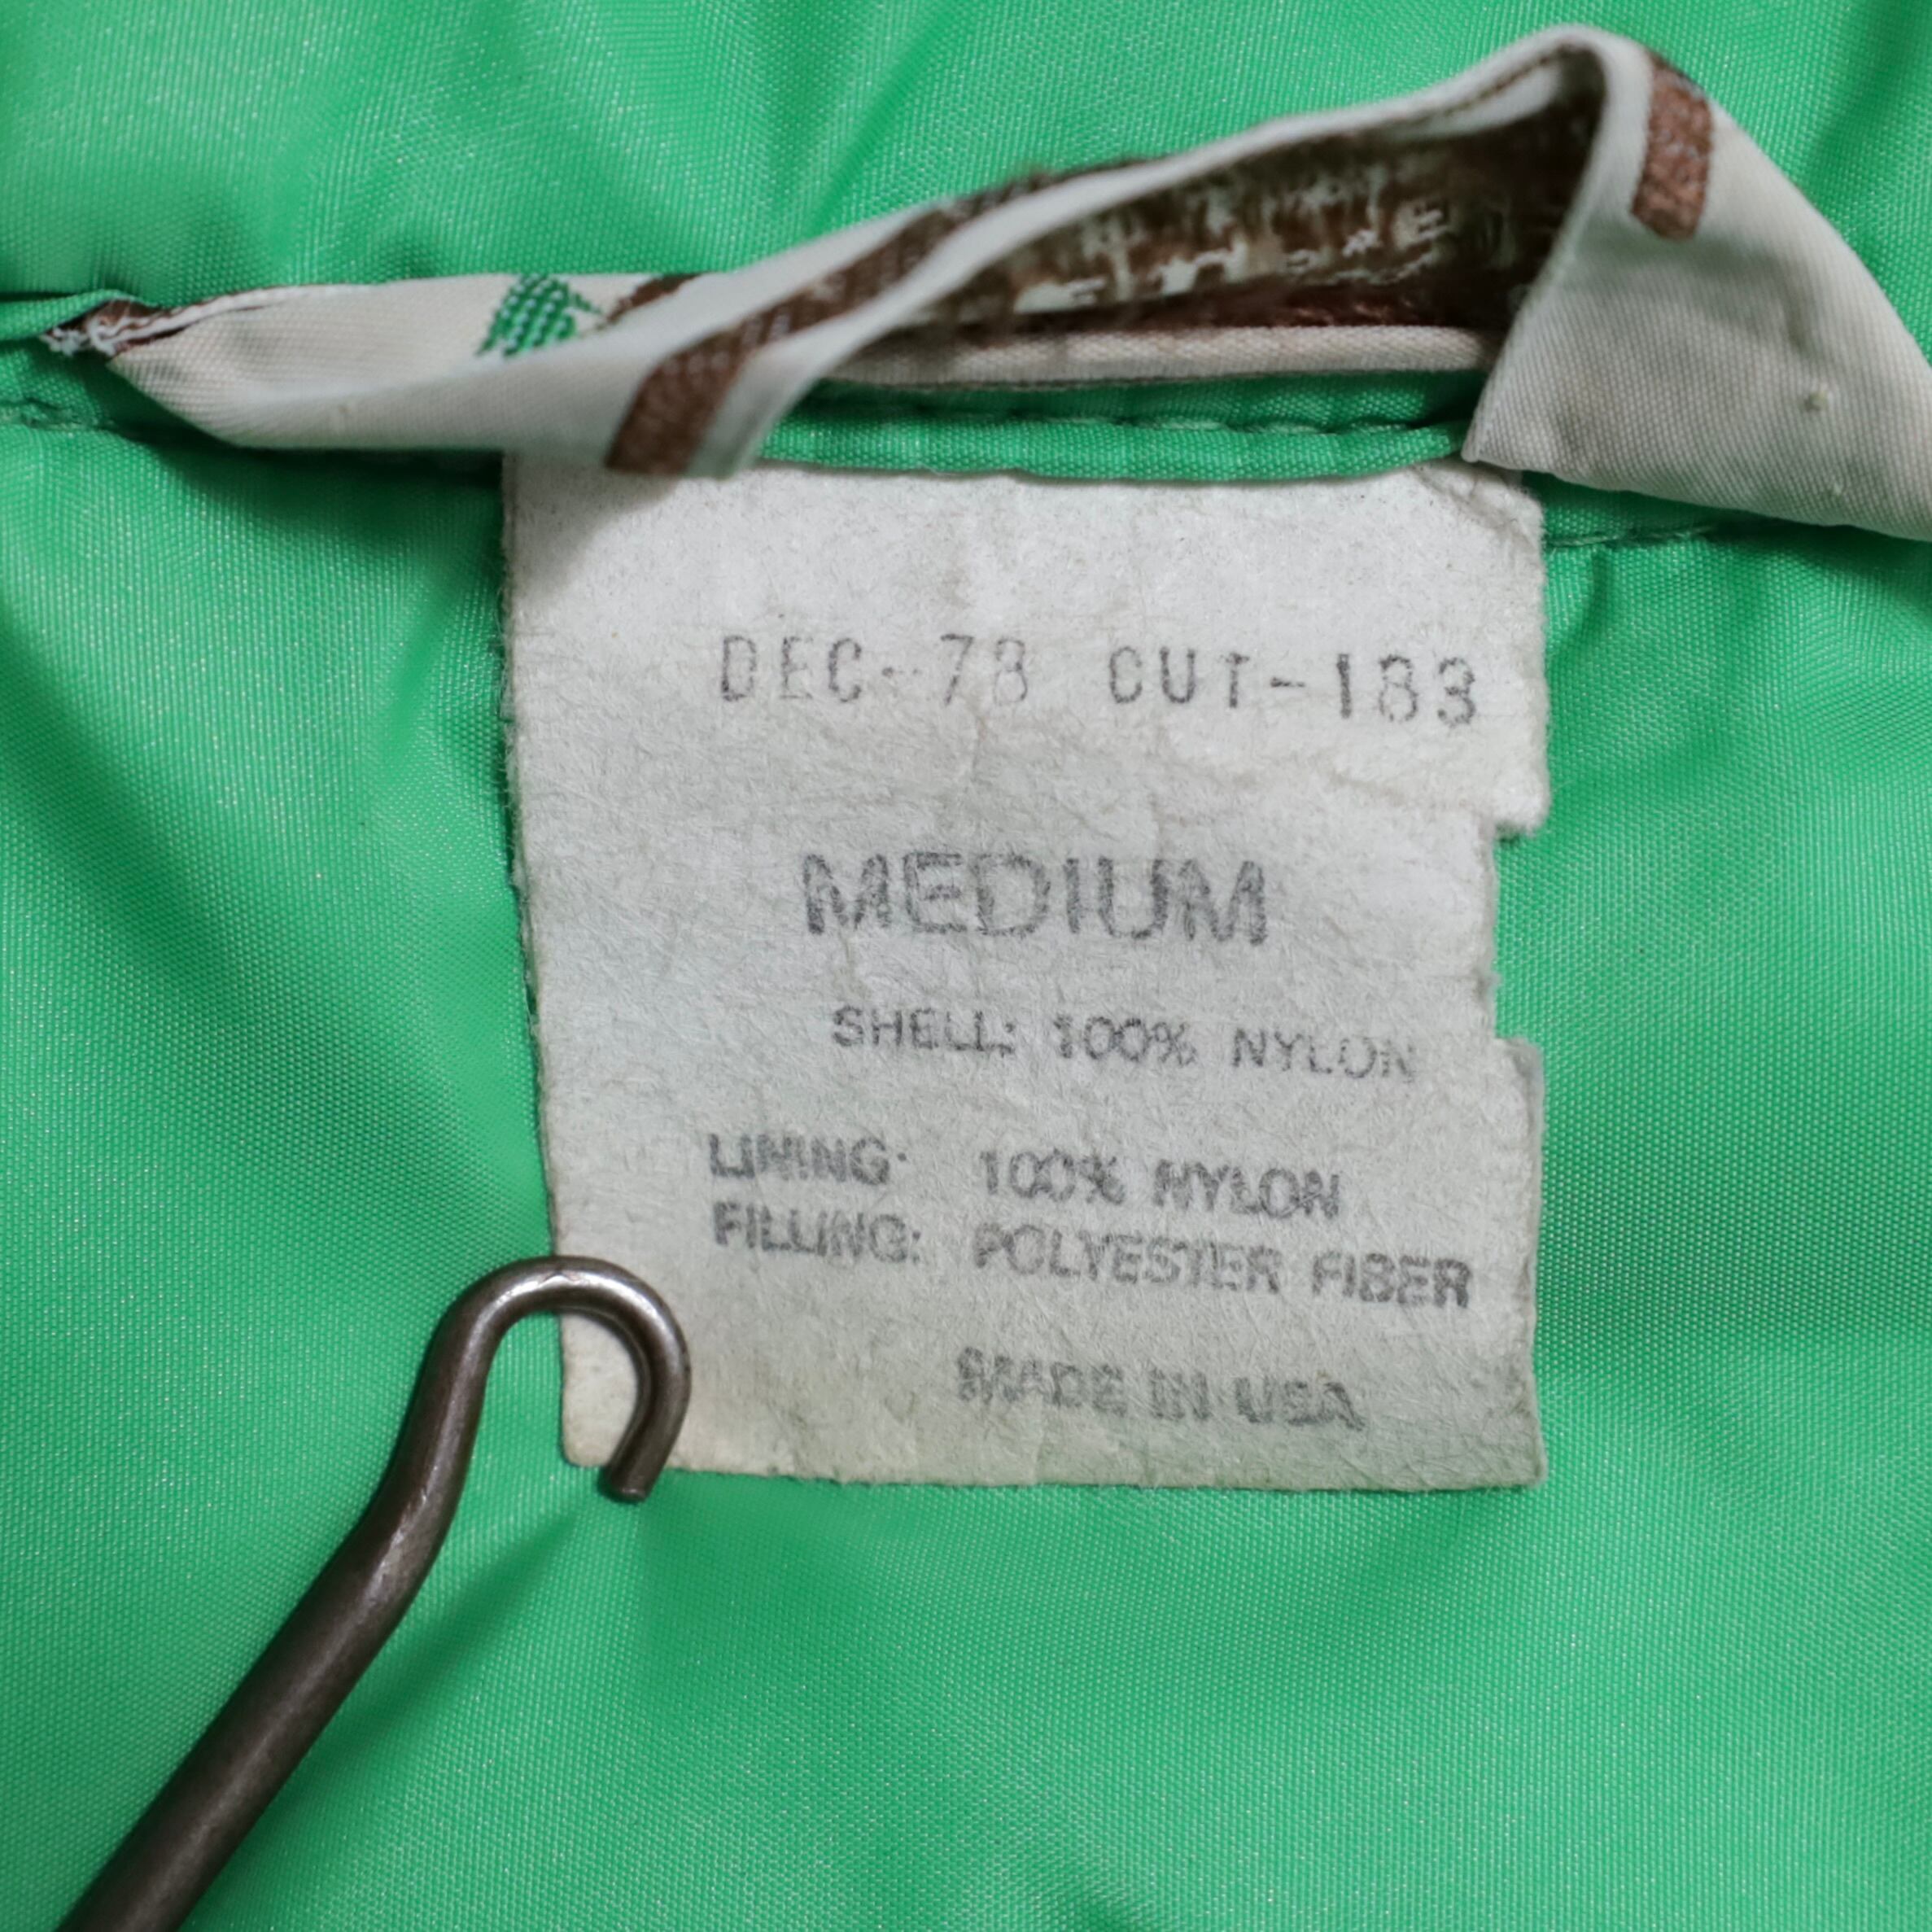 DEC-78 CUT-183
MEDIUM
SHELL: 100% NYLON
LINING: 100% NYLON
FILLING: POLYESTER FIBER
MADE IN USA